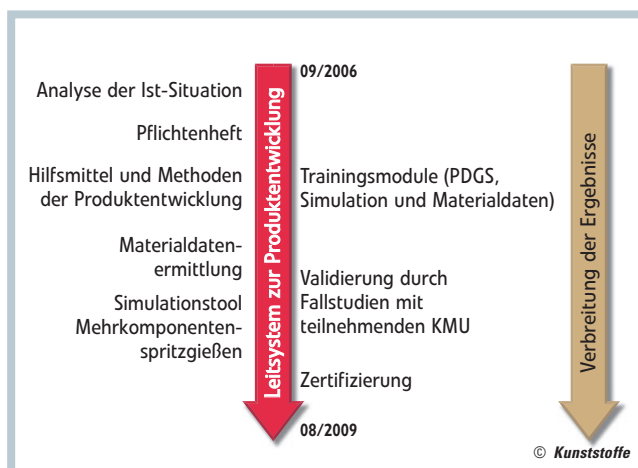 09/2006
Analyse der Ist-Situation
Pflichtenheft
Hilfsmittel und Methoden
der Produktentwicklung
Materialdaten-
ermittlung
Simulationstool
Mehrkomponenten-
spritzgießen
Leitsystem zur Produktentwicklung
Trainingsmodule (PDGS,
Simulation und Materialdaten)
Validierung durch
Fallstudien mit
teilnehmenden KMU
Zertifizierung
08/2009
Verbreitung der Ergebnisse
© Kunststoffe